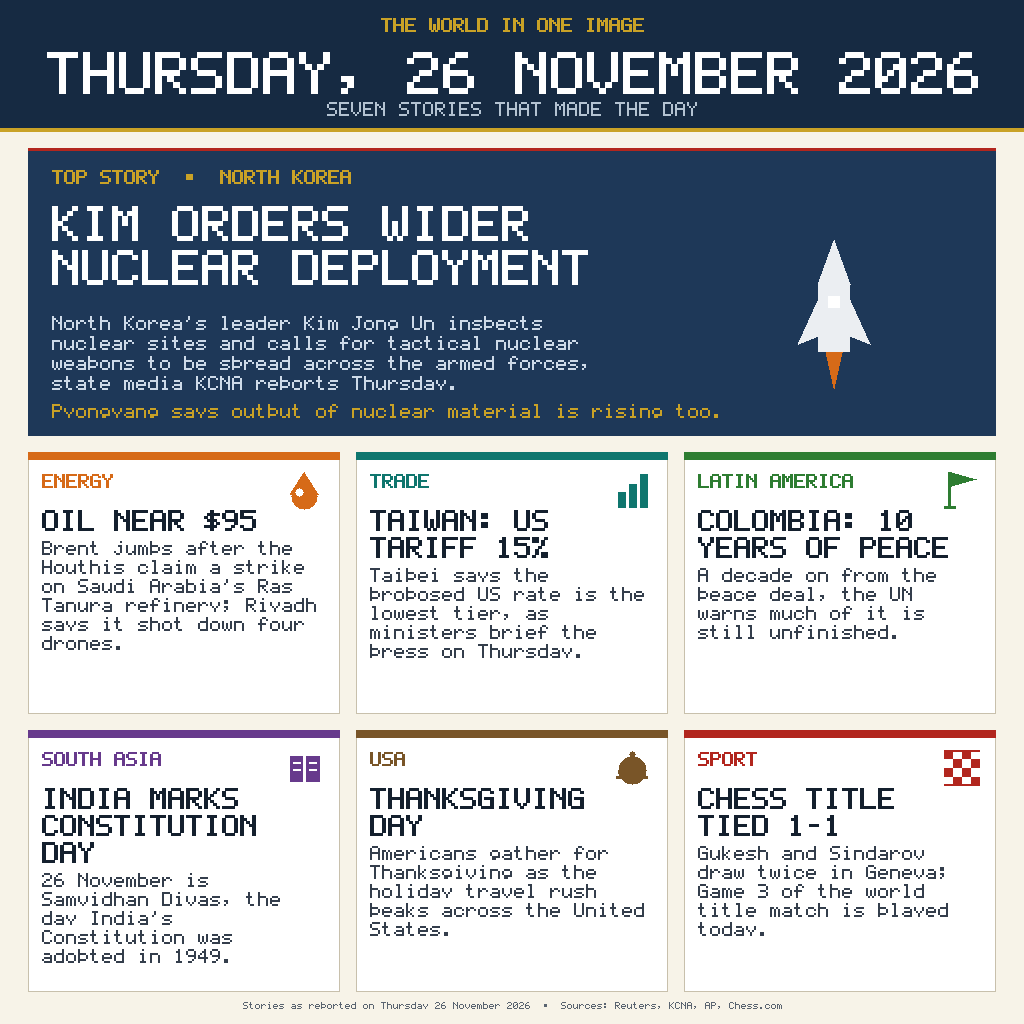 THE WORLD IN ONE IMAGE
THURSDAY, 26 NOVEMBER 2026
SEVEN STORIES THAT MADE THE DAY
TOP STORY ▪ NORTH KOREA
KIM ORDERS WIDER
NUCLEAR DEPLOYMENT
North Korea's leader Kim Jong Un inspects
nuclear sites and calls for tactical nuclear
weapons to be spread across the armed forces,
state media KCNA reports Thursday.
Pyongyang says output of nuclear material is rising too.
ENERGY
OIL NEAR $95
Brent jumps after the
Houthis claim a strike
on Saudi Arabia's Ras
Tanura refinery; Riyadh
says it shot down four
drones.
TRADE
TAIWAN: US
TARIFF 15%
Taipei says the
proposed US rate is the
lowest tier, as
ministers brief the
press on Thursday.
LATIN AMERICA
COLOMBIA: 10
YEARS OF PEACE
A decade on from the
peace deal, the UN
warns much of it is
still unfinished.
SOUTH ASIA
INDIA MARKS
CONSTITUTION
DAY
26 November is
Samvidhan Divas, the
day India's
Constitution was
adopted in 1949.
USA
THANKSGIVING
DAY
Americans gather for
Thanksgiving as the
holiday travel rush
peaks across the United
States.
SPORT
CHESS TITLE
TIED 1-1
Gukesh and Sindarov
draw twice in Geneva;
Game 3 of the world
title match is played
today.
Stories as reported on Thursday 26 November 2026 ▪ Sources: Reuters, KCNA, AP, Chess.com